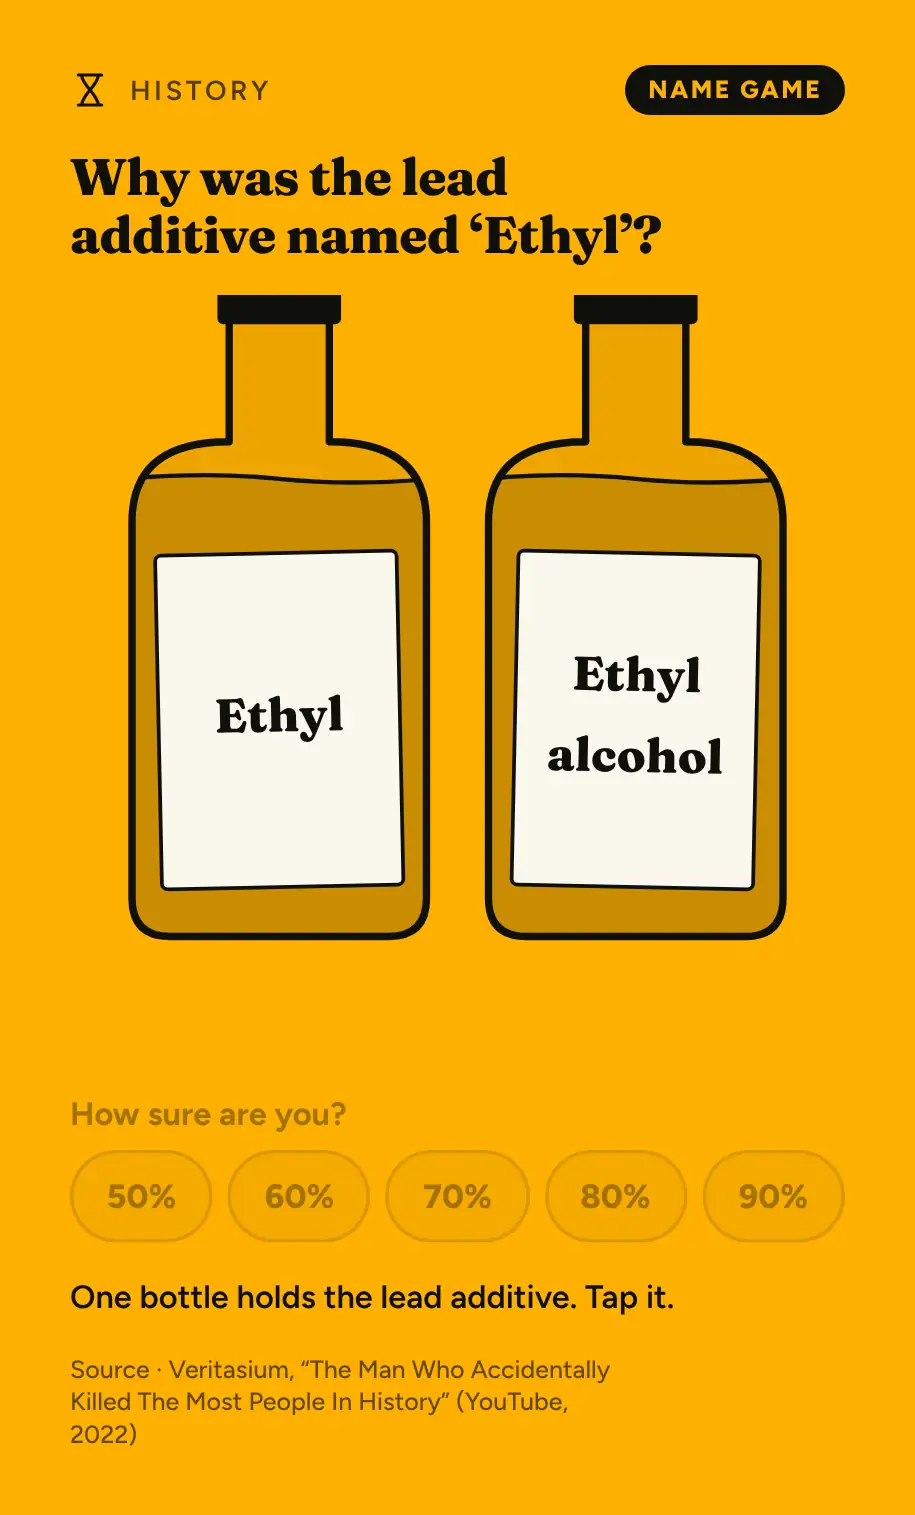 HISTORY
NAME GAME
Why was the lead
additive named ‘Ethyl’?
Ethyl
Ethyl
alcohol
How sure are you?
50% 60% 70% 80% 90%
One bottle holds the lead additive. Tap it.
Source · Veritasium, “The Man Who Accidentally
Killed The Most People In History” (YouTube,
2022)